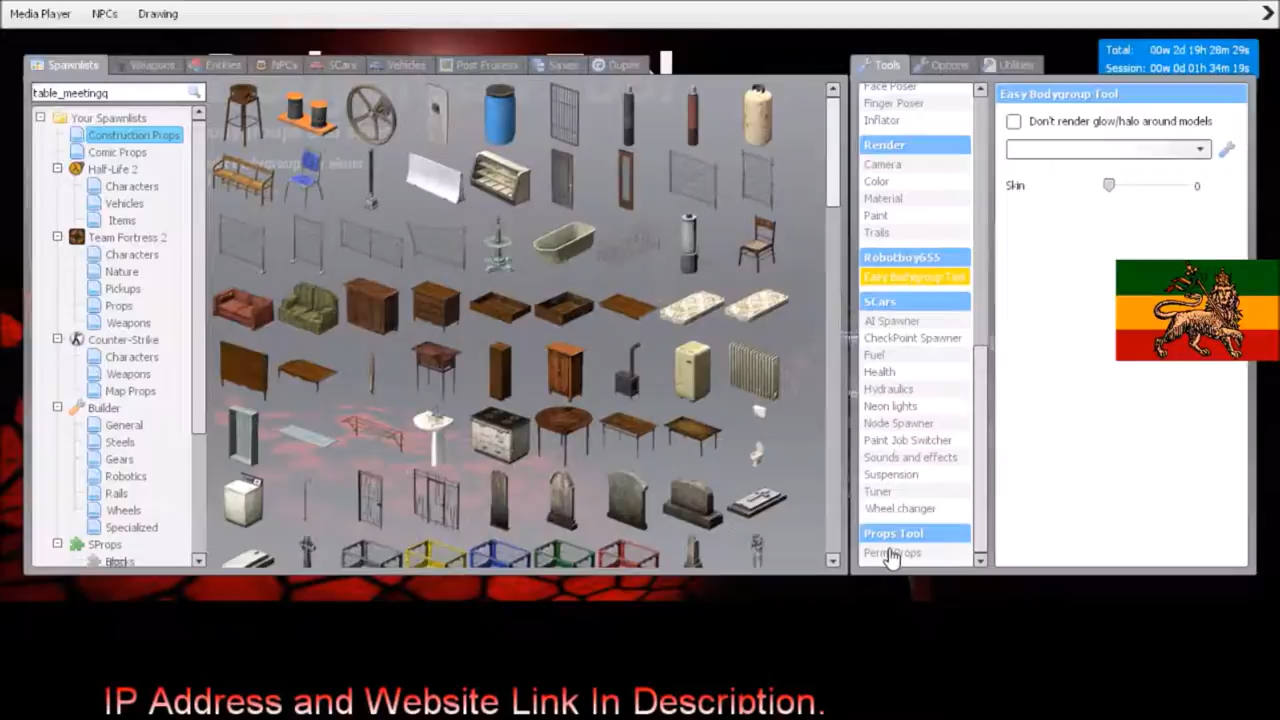 Media Player NPCs Drawing
Total: 00w 2d 19h 28m 29s
Session: 00w 0d 01h 34m 19s
Spawnlists Weapons Entities NPCs SCars Vehicles Post Process Saves Dupes
Tools Options Utilities
table_meetingq
Your Spawnlists
Construction Props
Comic Props
Half-Life 2
Characters
Vehicles
Items
Team Fortress 2
Characters
Nature
Pickups
Props
Weapons
Counter-Strike
Characters
Weapons
Map Props
Builder
General
Steels
Gears
Robotics
Rails
Wheels
Specialized
SProps
Blocks
Face Poser
Finger Poser
Inflator
Render
Camera
Color
Material
Paint
Trails
Robotboy655
Easy Bodygroup Tool
SCars
AI Spawner
CheckPoint Spawner
Fuel
Health
Hydraulics
Neon lights
Node Spawner
Paint Job Switcher
Sounds and effects
Suspension
Tuner
Wheel changer
Props Tool
PermaProps
Easy Bodygroup Tool
Don't render glow/halo around models
Skin 0
IP Address and Website Link In Description.